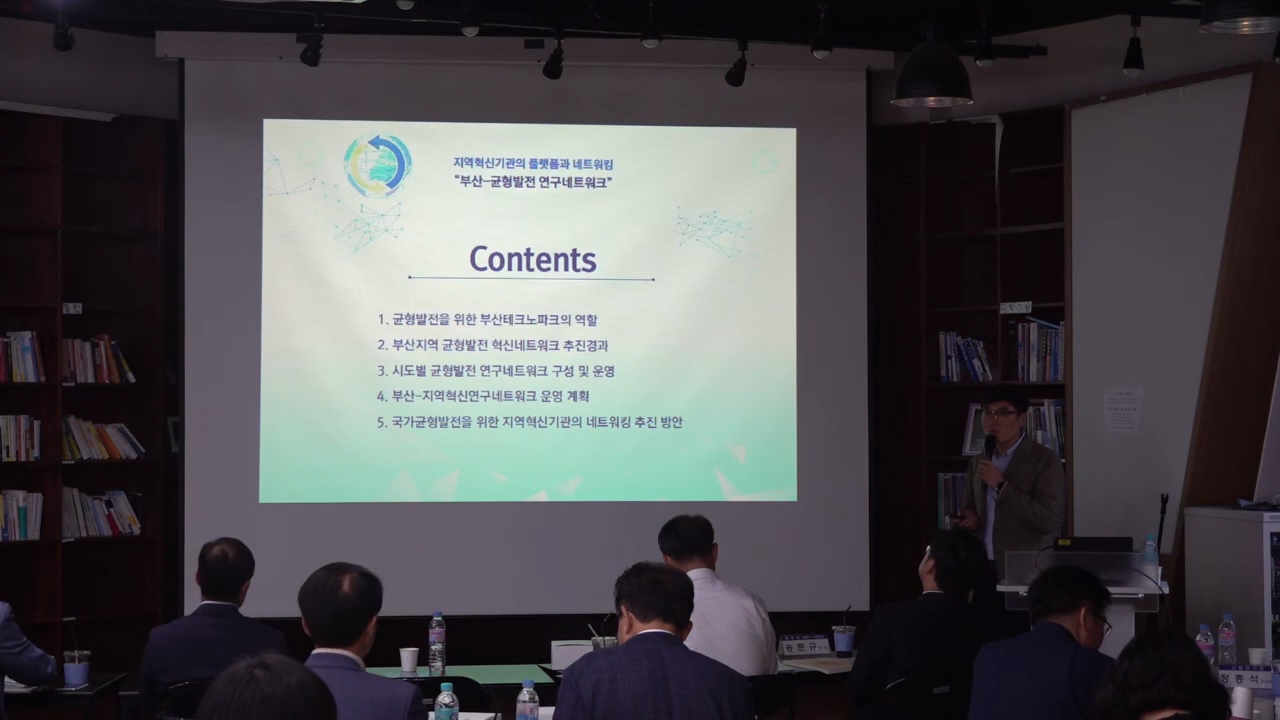 지역혁신기관의 플랫폼과 네트워킹
“부산-균형발전 연구네트워크”
Contents
1. 균형발전을 위한 부산테크노파크의 역할
2. 부산지역 균형발전 혁신네트워크 추진경과
3. 시도별 균형발전 연구네트워크 구성 및 운영
4. 부산-지역혁신연구네트워크 운영 계획
5. 국가균형발전을 위한 지역혁신기관의 네트워킹 추진 방안
송분규
정종석